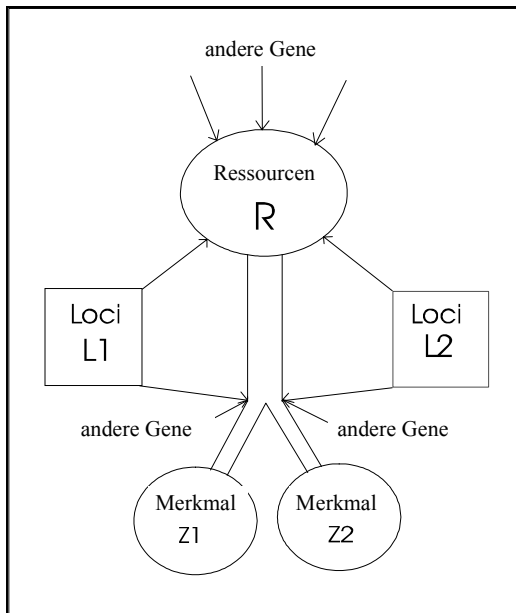 andere Gene
Ressourcen
R
Loci
L1
Loci
L2
andere Gene
andere Gene
Merkmal
Z1
Merkmal
Z2